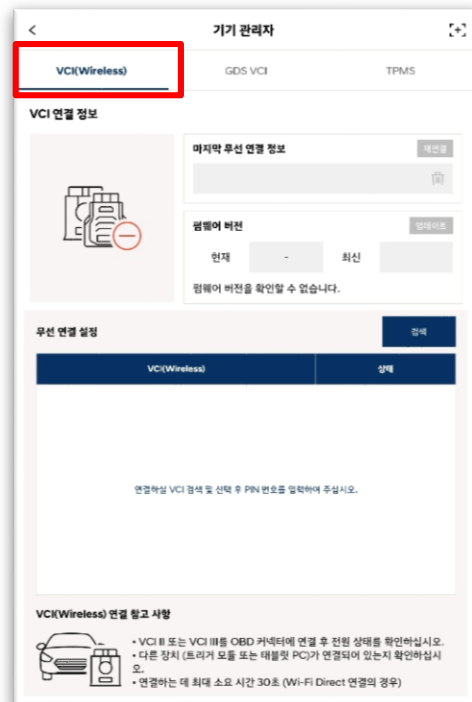 기기 관리자
VCI(Wireless) GDS VCI TPMS
VCI 연결 정보
마지막 무선 연결 정보 재연결
펌웨어 버전 업데이트
현재 - 최신
펌웨어 버전을 확인할 수 없습니다.
무선 연결 설정 검색
VCI(Wireless) 상태
연결하실 VCI 검색 및 선택 후 PIN 번호를 입력하여 주십시오.
VCI(Wireless) 연결 참고 사항
• VCI II 또는 VCI III를 OBD 커넥터에 연결 후 전원 상태를 확인하십시오.
• 다른 장치 (트리거 모듈 또는 태블릿 PC)가 연결되어 있는지 확인하십시
오.
• 연결하는 데 최대 소요 시간 30초 (Wi-Fi Direct 연결의 경우)